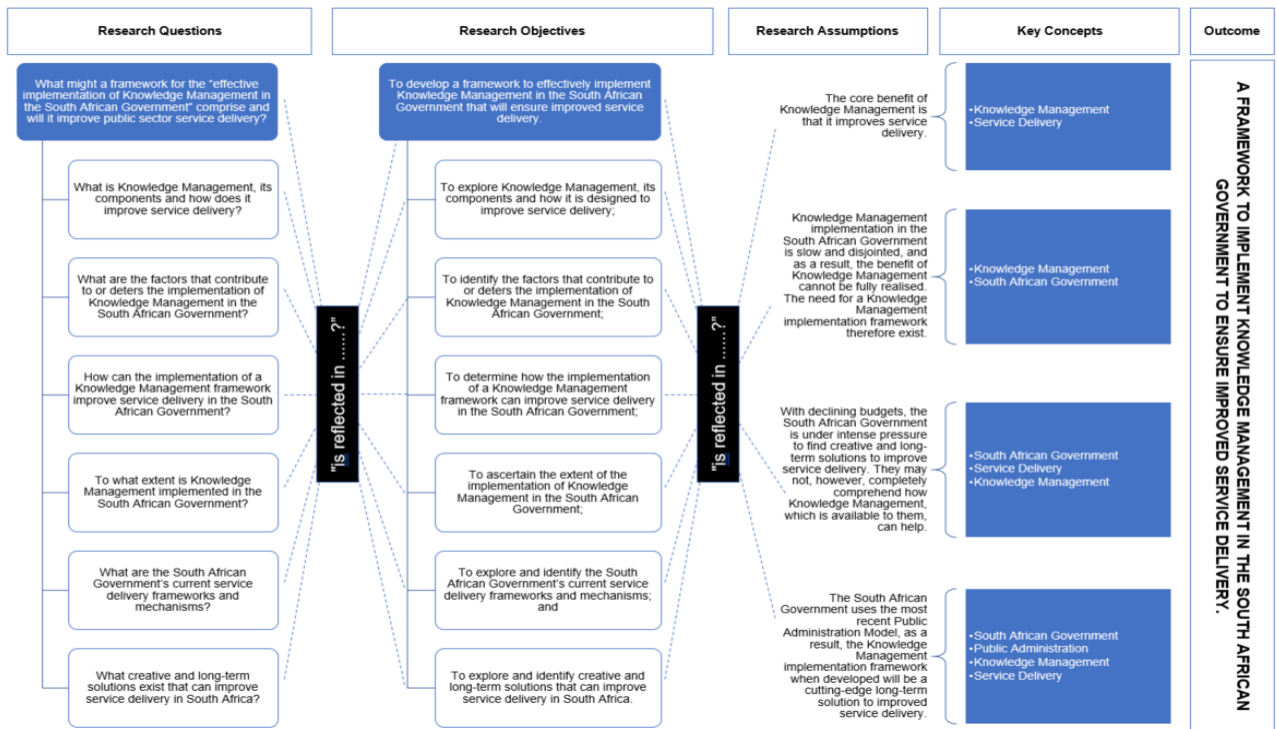 Research Questions
Research Objectives
Research Assumptions
Key Concepts
Outcome
What might a framework for the “effective
implementation of Knowledge Management in
the South African Government” comprise and
will it improve public sector service delivery?
What is Knowledge Management, its
components and how does it
improve service delivery?
What are the factors that contribute
to or deters the implementation of
Knowledge Management in the
South African Government?
How can the implementation of a
Knowledge Management framework
improve service delivery in the South
African Government?
To what extent is Knowledge
Management implemented in the
South African Government?
What are the South African
Government’s current service
delivery frameworks and
mechanisms?
What creative and long-term
solutions exist that can improve
service delivery in South Africa?
"is reflected in ......?"
To develop a framework to effectively implement
Knowledge Management in the South African
Government that will ensure improved service
delivery.
To explore Knowledge Management, its
components and how it is designed to
improve service delivery;
To identify the factors that contribute to
or deters the implementation of
Knowledge Management in the South
African Government;
To determine how the implementation
of a Knowledge Management
framework can improve service delivery
in the South African Government;
To ascertain the extent of the
implementation of Knowledge
Management in the South African
Government;
To explore and identify the South
African Government’s current service
delivery frameworks and mechanisms;
and
To explore and identify creative and
long-term solutions that can improve
service delivery in South Africa.
"is reflected in ......?"
The core benefit of
Knowledge Management is
that it improves service
delivery.
Knowledge Management
implementation in the
South African Government
is slow and disjointed, and
as a result, the benefit of
Knowledge Management
cannot be fully realised.
The need for a Knowledge
Management
implementation framework
therefore exist.
With declining budgets, the
South African Government
is under intense pressure
to find creative and long-
term solutions to improve
service delivery. They may
not, however, completely
comprehend how
Knowledge Management,
which is available to them,
can help.
The South African
Government uses the most
recent Public
Administration Model, as a
result, the Knowledge
Management
implementation framework
when developed will be a
cutting-edge long-term
solution to improved
service delivery.
•Knowledge Management
•Service Delivery
•Knowledge Management
•South African Government
•South African Government
•Service Delivery
•Knowledge Management
•South African Government
•Public Administration
•Knowledge Management
•Service Delivery
A FRAMEWORK TO IMPLEMENT KNOWLEDGE MANAGEMENT IN THE SOUTH AFRICAN
GOVERNMENT TO ENSURE IMPROVED SERVICE DELIVERY.